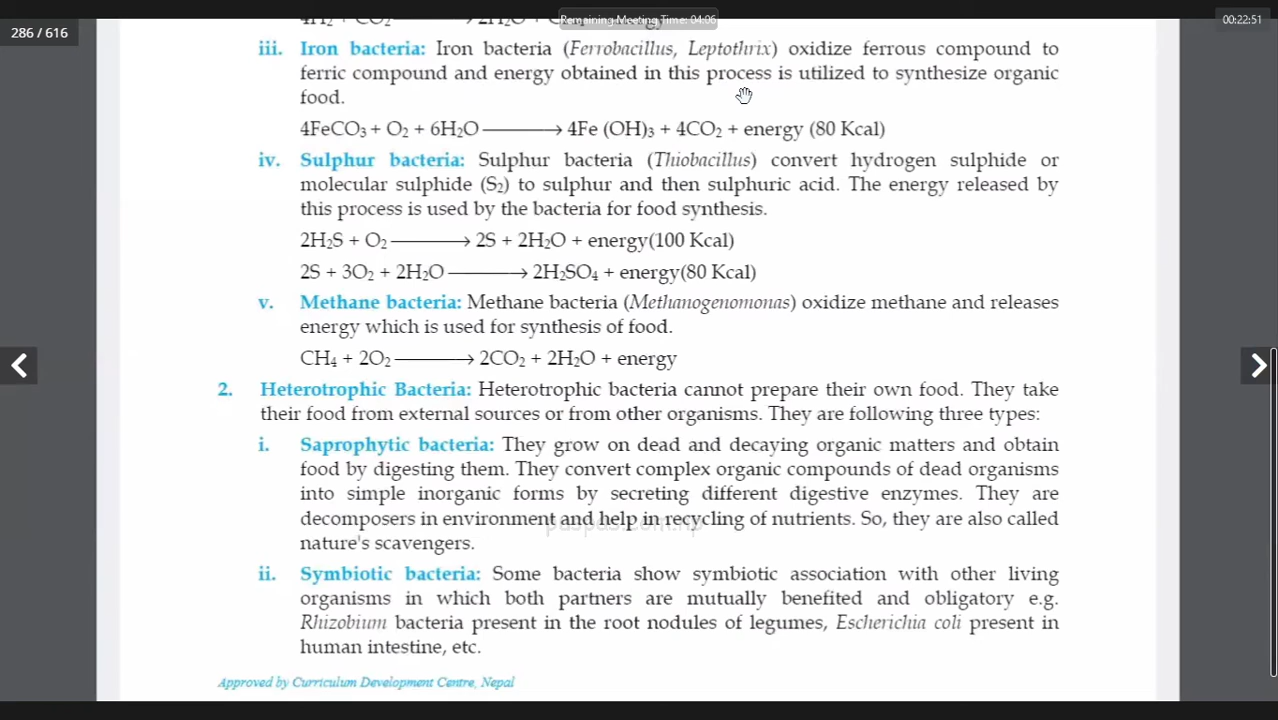 286 / 616
Remaining Meeting Time: 04:06
00:22:51
iii. Iron bacteria: Iron bacteria (Ferrobacillus, Leptothrix) oxidize ferrous compound to
ferric compound and energy obtained in this process is utilized to synthesize organic
food.
4FeCO₃ + O₂ + 6H₂O ⟶ 4Fe (OH)₃ + 4CO₂ + energy (80 Kcal)
iv. Sulphur bacteria: Sulphur bacteria (Thiobacillus) convert hydrogen sulphide or
molecular sulphide (S₂) to sulphur and then sulphuric acid. The energy released by
this process is used by the bacteria for food synthesis.
2H₂S + O₂ ⟶ 2S + 2H₂O + energy(100 Kcal)
2S + 3O₂ + 2H₂O ⟶ 2H₂SO₄ + energy(80 Kcal)
v. Methane bacteria: Methane bacteria (Methanogenomonas) oxidize methane and releases
energy which is used for synthesis of food.
CH₄ + 2O₂ ⟶ 2CO₂ + 2H₂O + energy
2. Heterotrophic Bacteria: Heterotrophic bacteria cannot prepare their own food. They take
their food from external sources or from other organisms. They are following three types:
i. Saprophytic bacteria: They grow on dead and decaying organic matters and obtain
food by digesting them. They convert complex organic compounds of dead organisms
into simple inorganic forms by secreting different digestive enzymes. They are
decomposers in environment and help in recycling of nutrients. So, they are also called
nature's scavengers.
ii. Symbiotic bacteria: Some bacteria show symbiotic association with other living
organisms in which both partners are mutually benefited and obligatory e.g.
Rhizobium bacteria present in the root nodules of legumes, Escherichia coli present in
human intestine, etc.
Approved by Curriculum Development Centre, Nepal